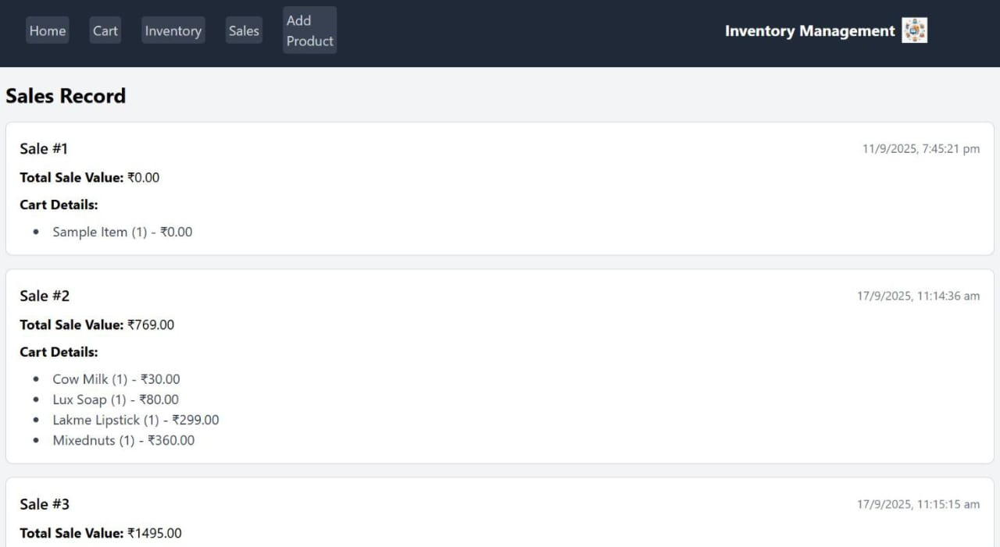 Home
Cart
Inventory
Sales
Add
Product
Inventory Management
Sales Record
Sale #1
11/9/2025, 7:45:21 pm
Total Sale Value: ₹0.00
Cart Details:
• Sample Item (1) - ₹0.00
Sale #2
17/9/2025, 11:14:36 am
Total Sale Value: ₹769.00
Cart Details:
• Cow Milk (1) - ₹30.00
• Lux Soap (1) - ₹80.00
• Lakme Lipstick (1) - ₹299.00
• Mixednuts (1) - ₹360.00
Sale #3
17/9/2025, 11:15:15 am
Total Sale Value: ₹1495.00